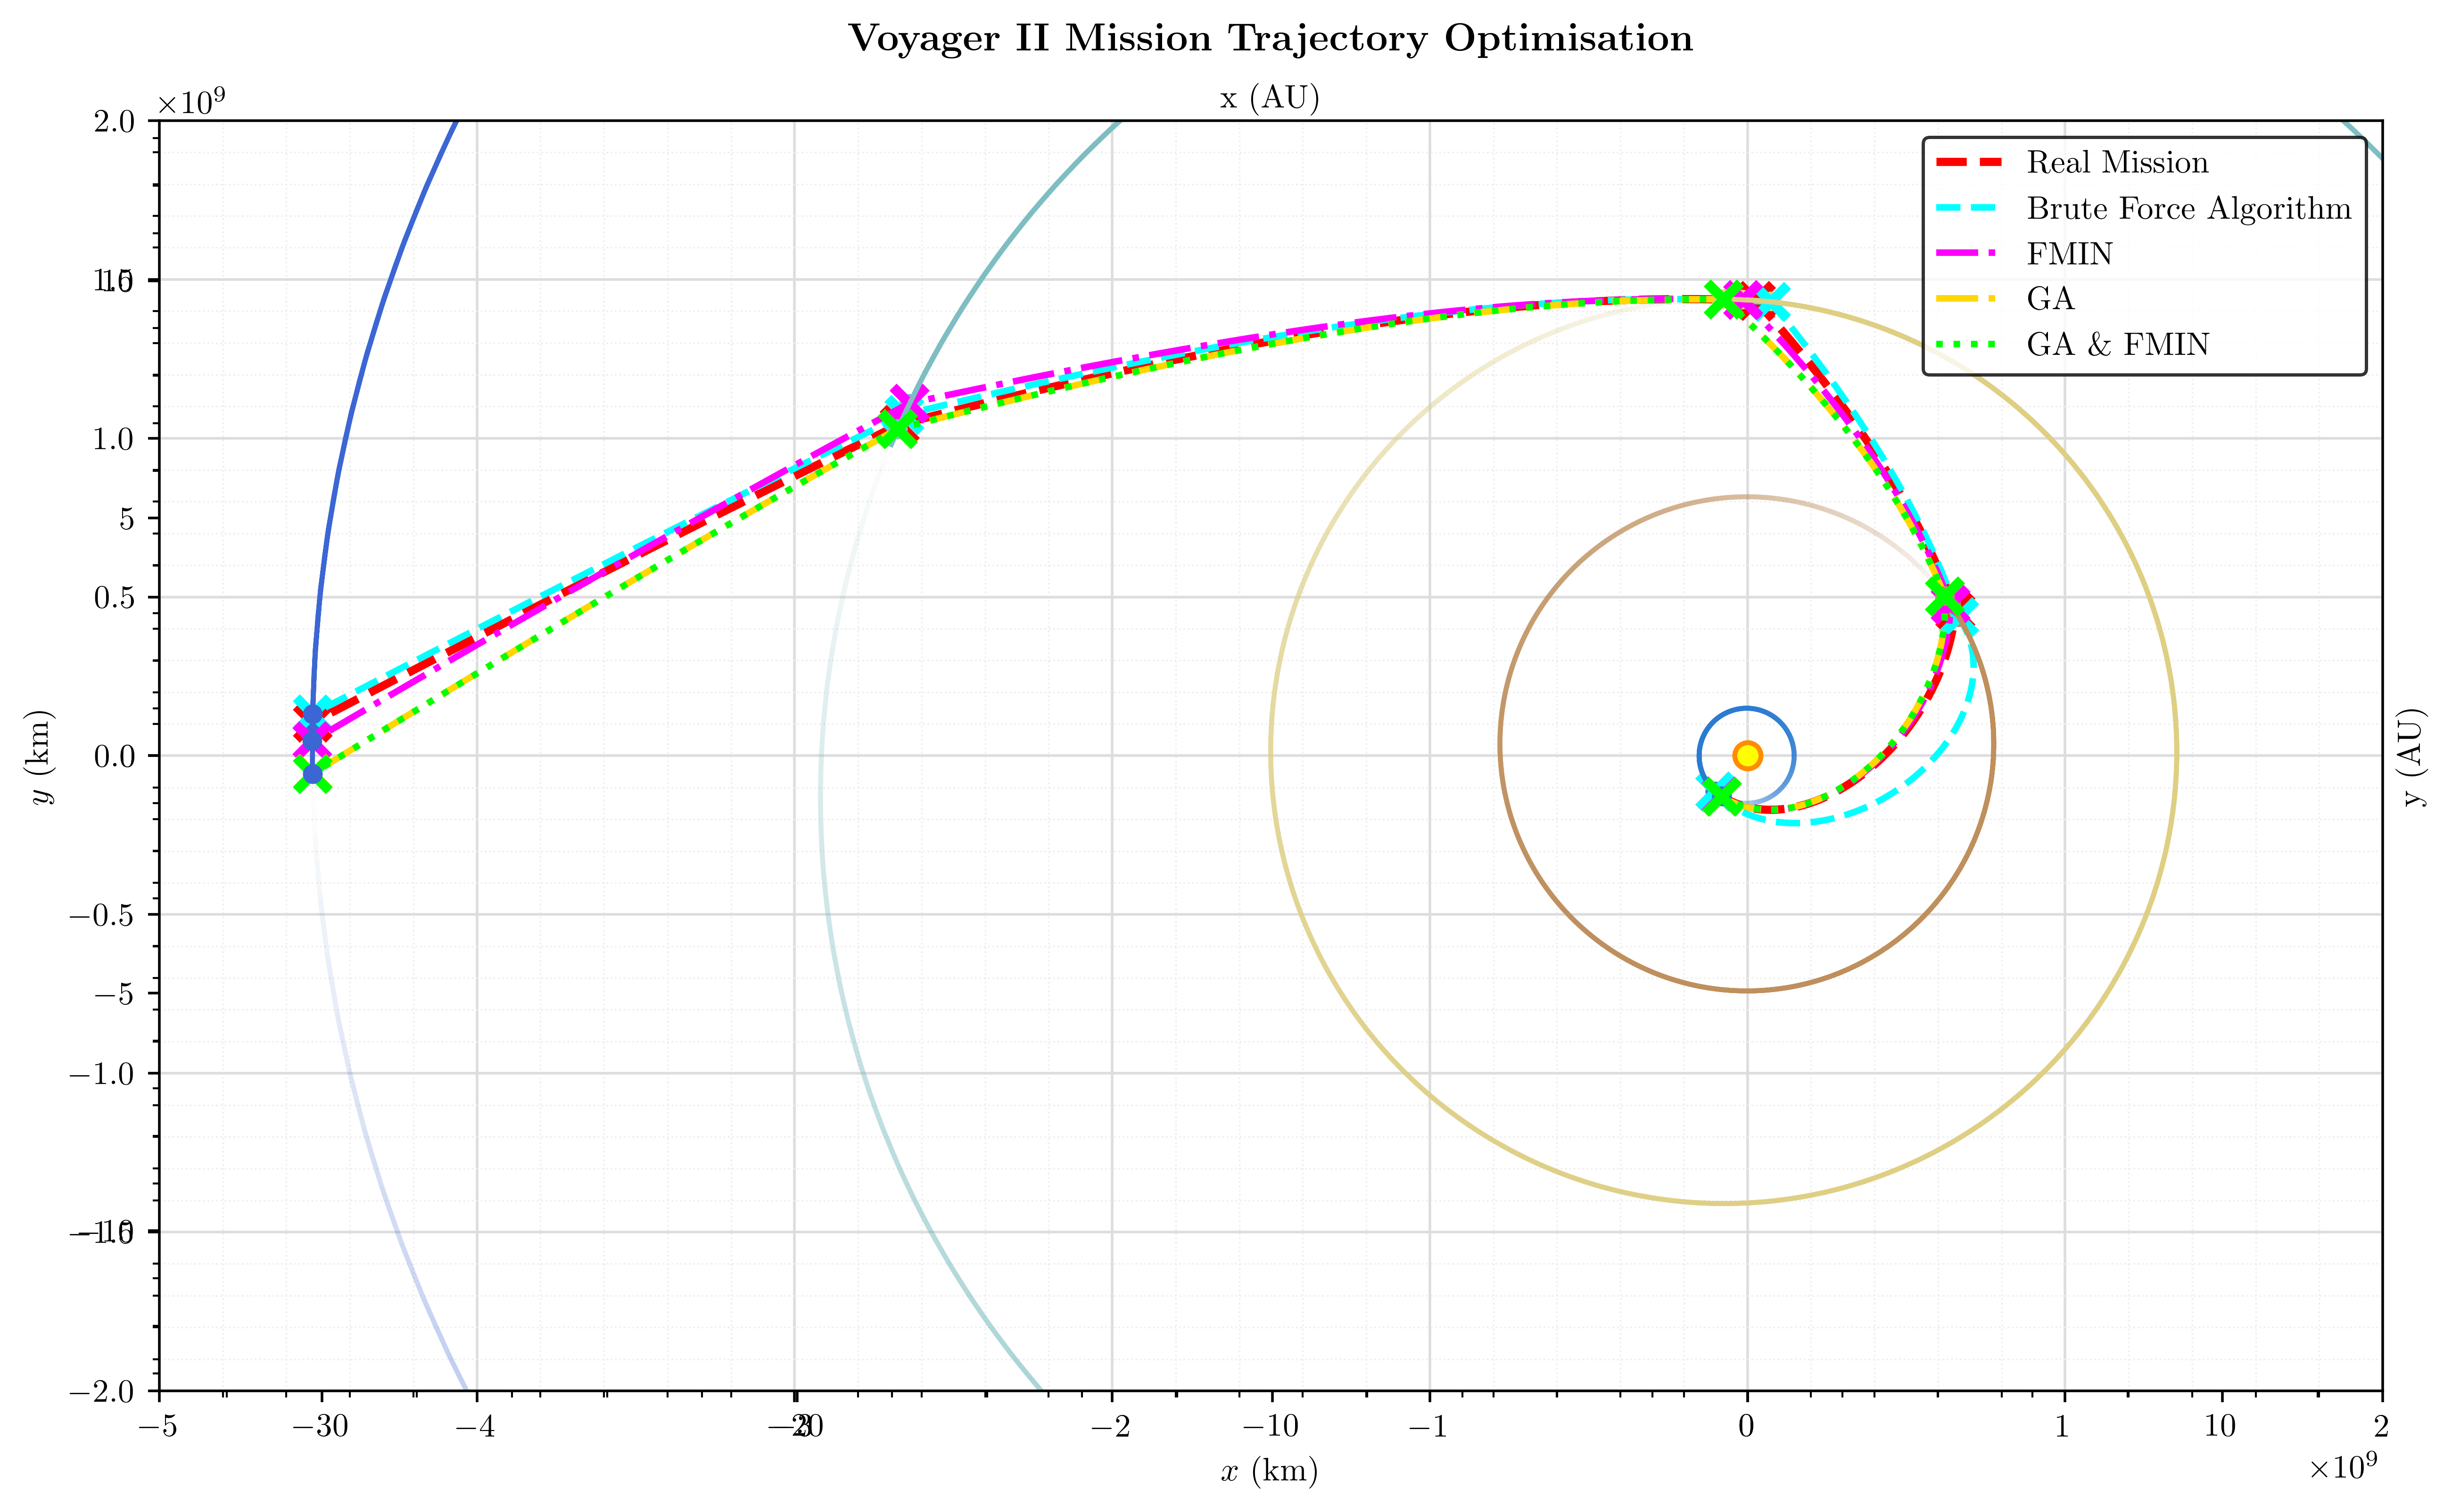 Voyager II Mission Trajectory Optimisation
x (AU)
×10⁹
Real Mission
Brute Force Algorithm
FMIN
GA
GA & FMIN
2.0
1.0
5
0.5
0.0
−0.5
−5
−1.0
−2.0
y (km)
y (AU)
−5 −30 −4 −2 −10 −1 0 1 10 2
x (km)
×10⁹